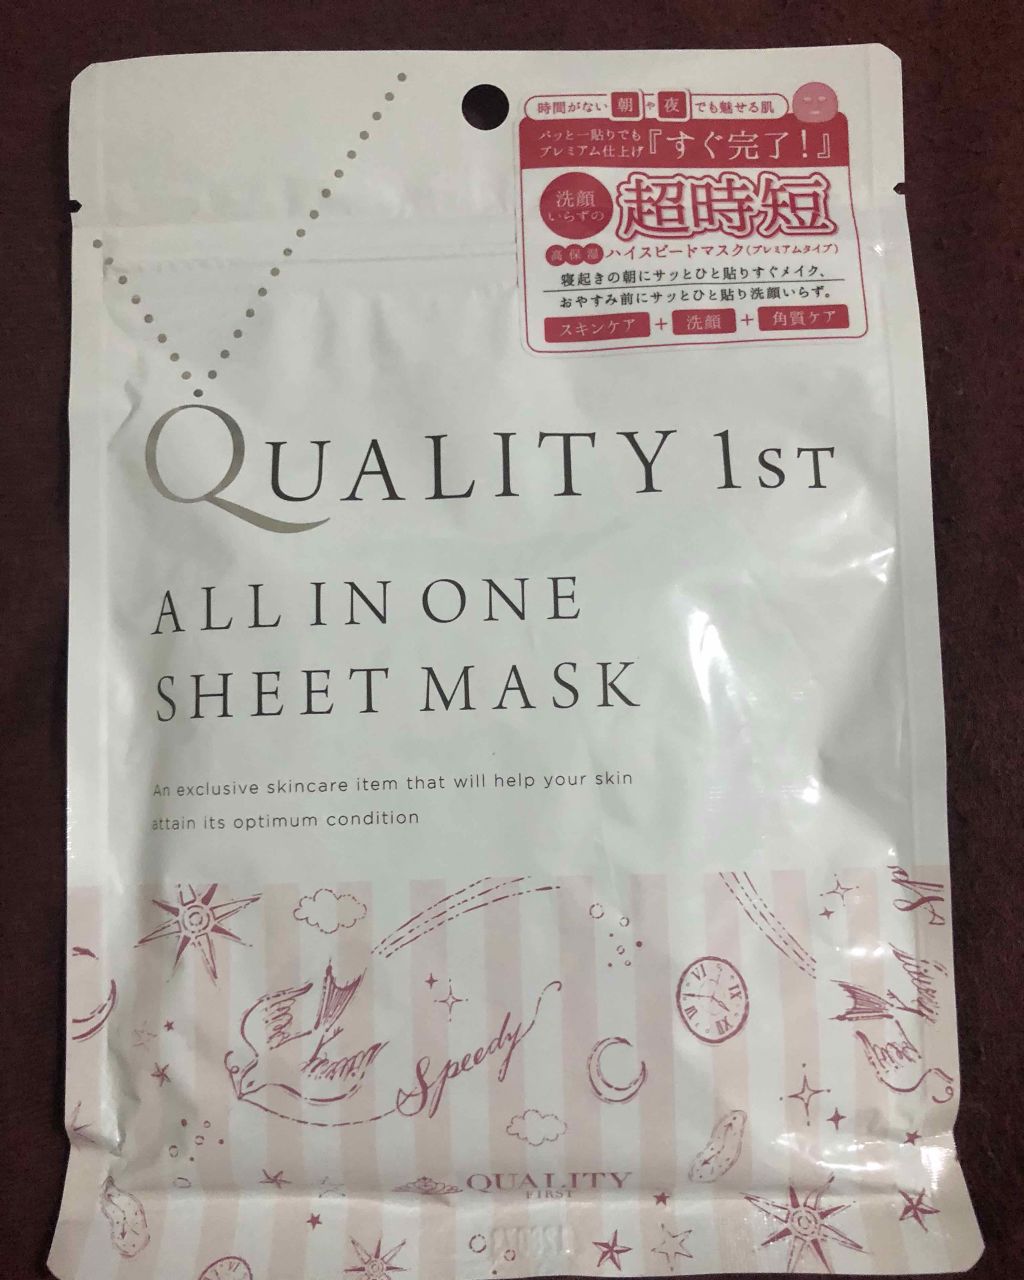 時間がない 朝 や 夜 でも魅せる肌
パッと一貼りでも
プレミアム仕上げ『すぐ完了!』
洗顔
いらずの
超時短
高保湿 ハイスピードマスク(プレミアムタイプ)
寝起きの朝にサッとひと貼りすぐメイク、
おやすみ前にサッとひと貼り洗顔いらず。
スキンケア + 洗顔 + 角質ケア
QUALITY 1ST
ALL IN ONE
SHEET MASK
An exclusive skincare item that will help your skin
attain its optimum condition
Speedy
QUALITY
FIRST